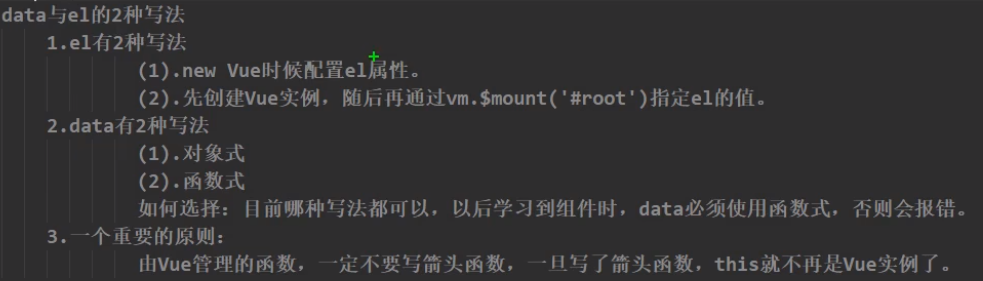 data与el的2种写法
1.el有2种写法
(1).new Vue时候配置el属性。
(2).先创建Vue实例，随后再通过vm.$mount('#root')指定el的值。
2.data有2种写法
(1).对象式
(2).函数式
如何选择：目前哪种写法都可以，以后学习到组件时，data必须使用函数式，否则会报错。
3.一个重要的原则：
由Vue管理的函数，一定不要写箭头函数，一旦写了箭头函数，this就不再是Vue实例了。